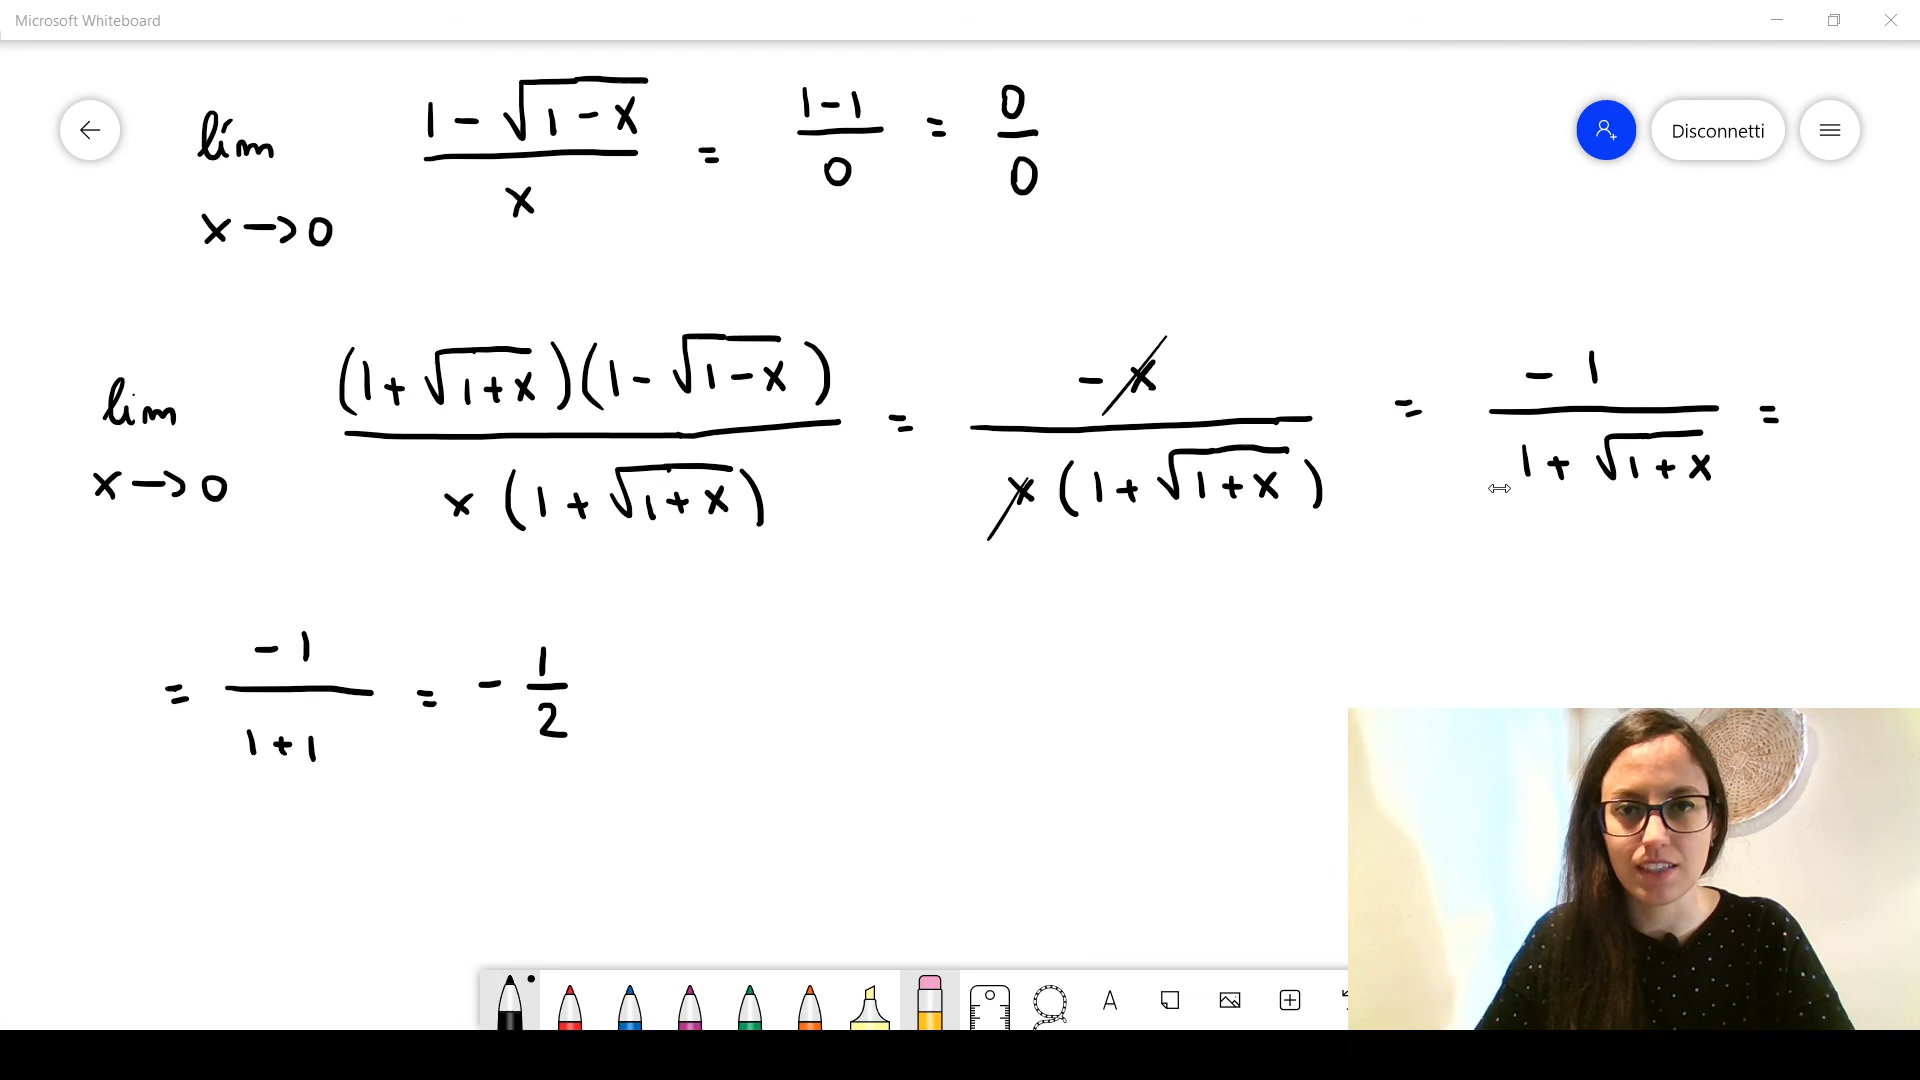 Microsoft Whiteboard
lim x→0 (1 - √(1 - x))/x = (1 - 1)/0 = 0/0
Disconnetti
lim x→0 ((1 + √(1 + x))(1 - √(1 - x)))/(x(1 + √(1 + x))) = -x/(x(1 + √(1 + x))) = -1/(1 + √(1 + x)) =
= -1/(1 + 1) = - 1/2
A